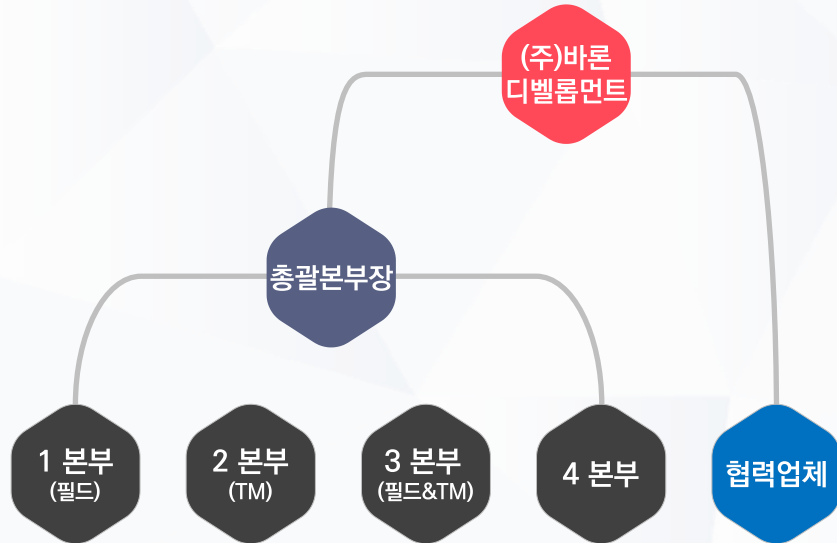 (주)바론
디벨롭먼트
총괄본부장
1 본부
(필드)
2 본부
(TM)
3 본부
(필드&TM)
4 본부
협력업체